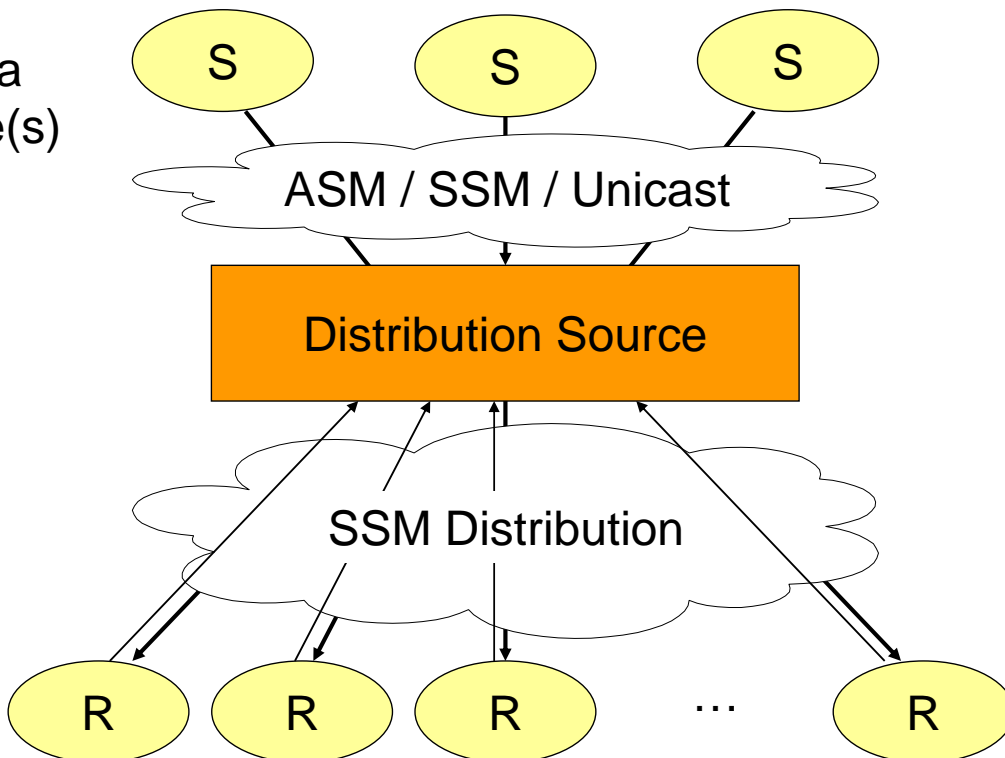 S S S
a
e(s)
ASM / SSM / Unicast
Distribution Source
SSM Distribution
R R R … R